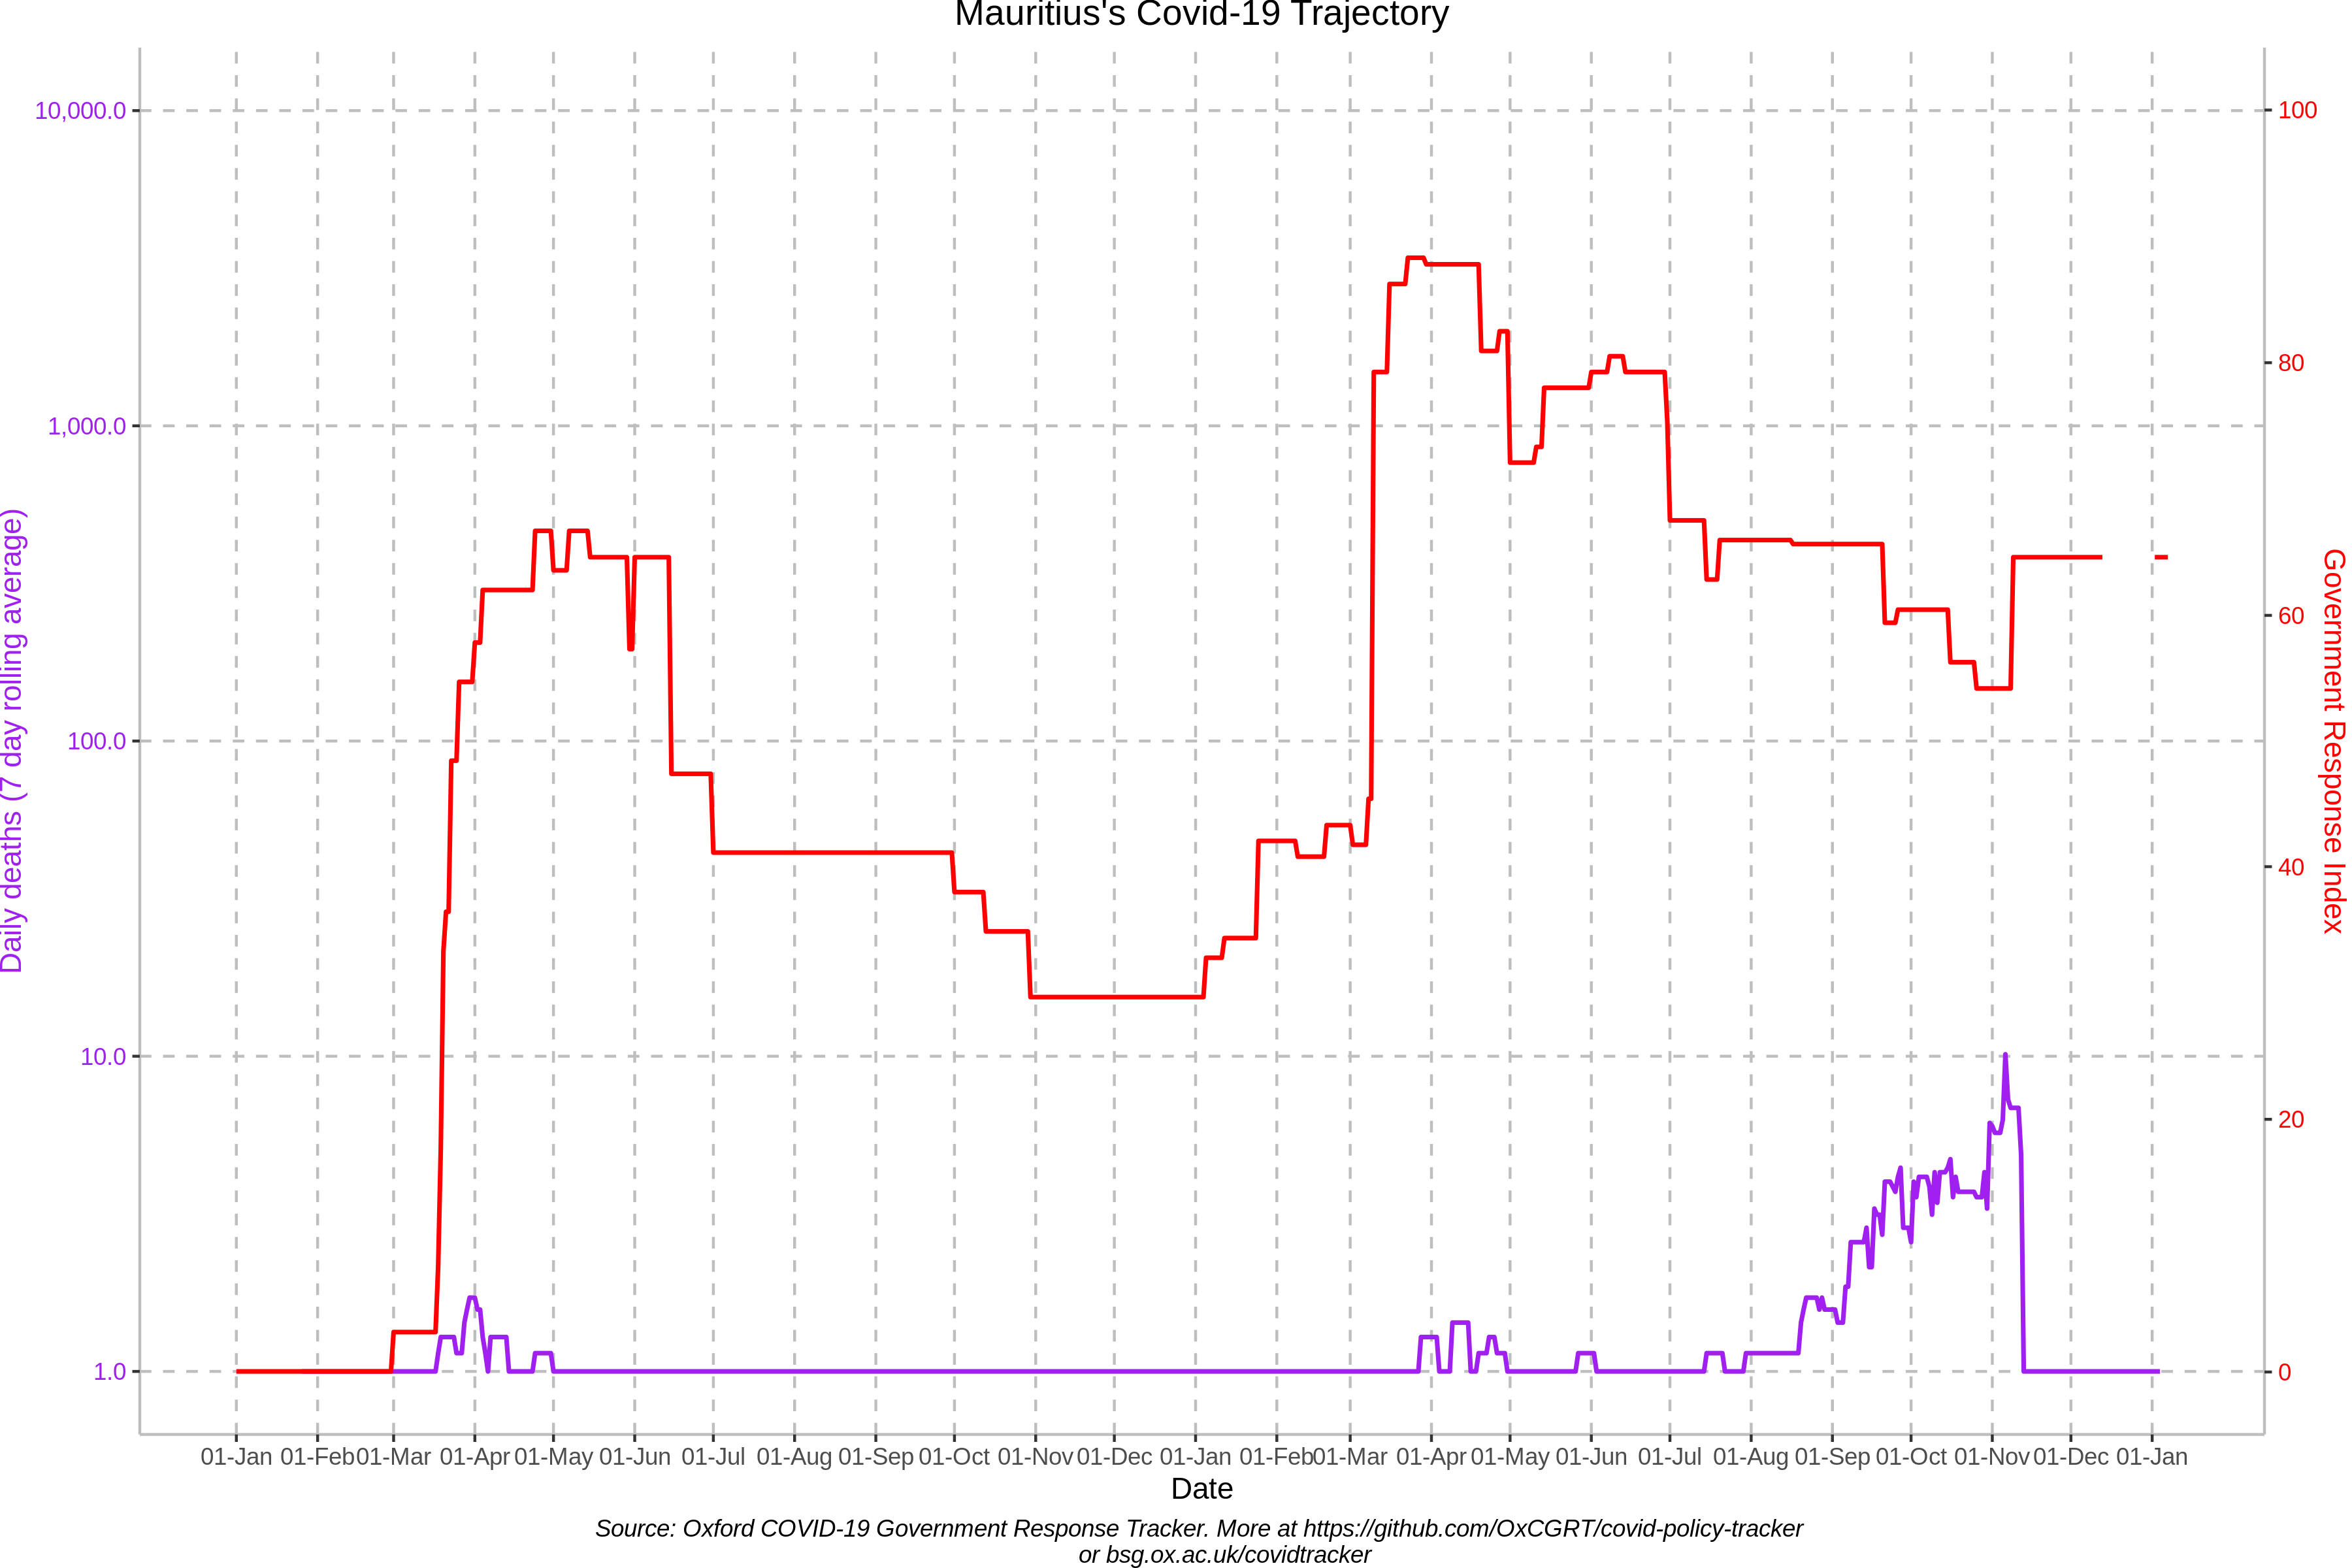 Mauritius's Covid-19 Trajectory
10,000.0
1,000.0
100.0
10.0
1.0
Daily deaths (7 day rolling average)
100
80
60
40
20
0
Government Response Index
01-Jan 01-Feb 01-Mar 01-Apr 01-May 01-Jun 01-Jul 01-Aug 01-Sep 01-Oct 01-Nov 01-Dec 01-Jan 01-Feb 01-Mar 01-Apr 01-May 01-Jun 01-Jul 01-Aug 01-Sep 01-Oct 01-Nov 01-Dec 01-Jan
Date
Source: Oxford COVID-19 Government Response Tracker. More at https://github.com/OxCGRT/covid-policy-tracker
or bsg.ox.ac.uk/covidtracker